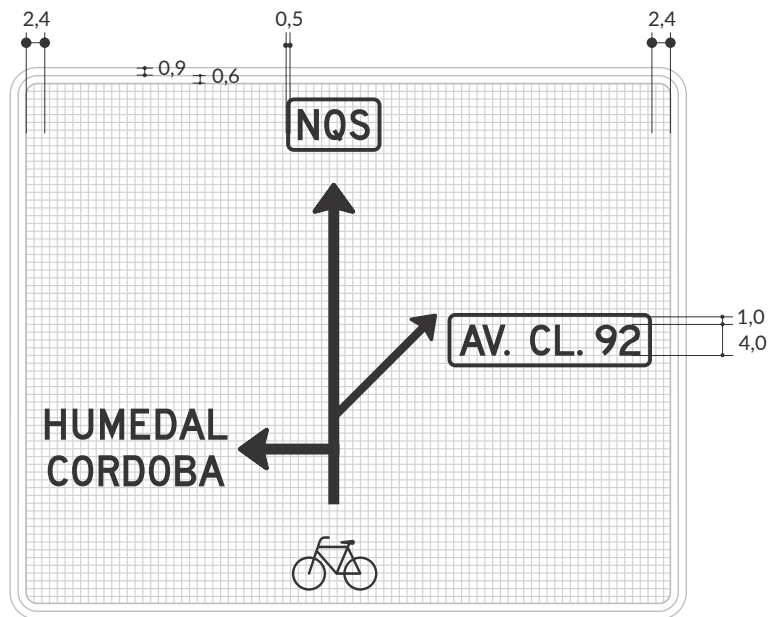 2,4 0,5 2,4
0,9
0,6
NQS
AV. CL. 92
1,0
4,0
HUMEDAL
CORDOBA